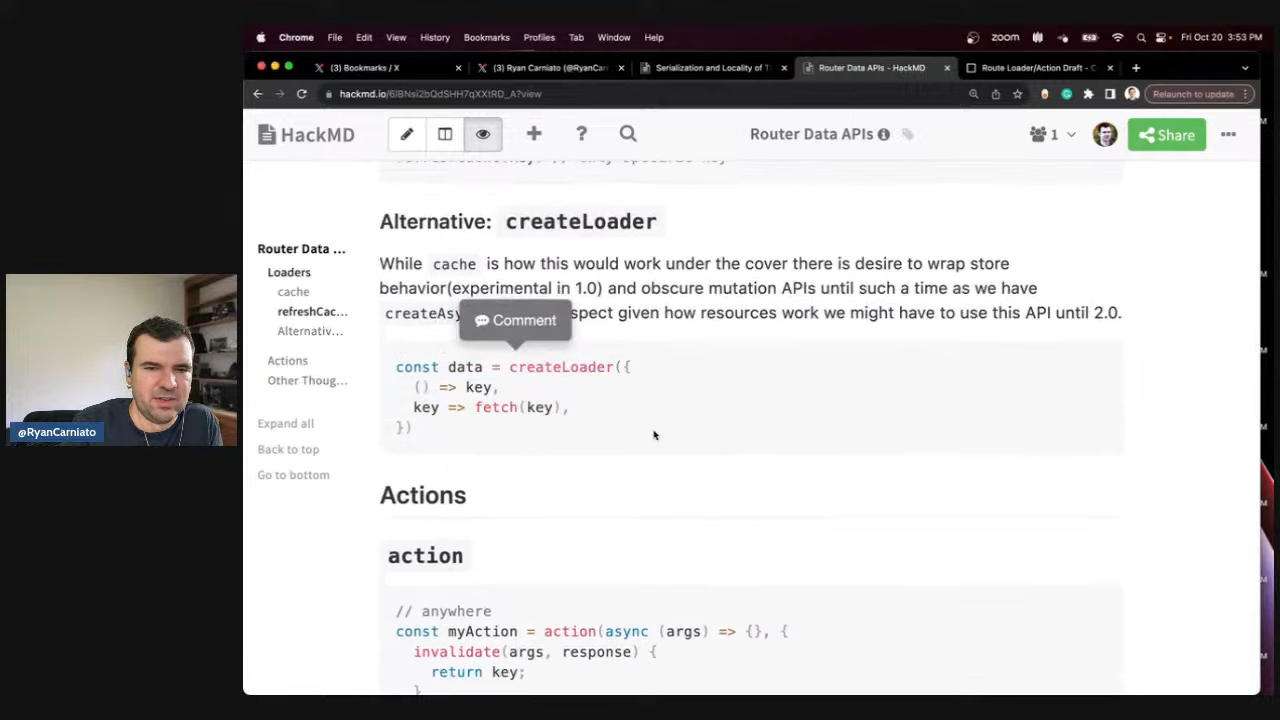 Chrome File Edit View History Bookmarks Profiles Tab Window Help zoom Fri Oct 20 3:53 PM
(3) Bookmarks / X (3) Ryan Carniato (@RyanCar Serialization and Locality of T Router Data APIs - HackMD Route Loader/Action Draft - C
Relaunch to update
HackMD Router Data APIs 1 Share
Alternative: createLoader
While cache is how this would work under the cover there is desire to wrap store
behavior(experimental in 1.0) and obscure mutation APIs until such a time as we have
createAsy spect given how resources work we might have to use this API until 2.0.
Comment
const data = createLoader({
() => key,
key => fetch(key),
})
Actions
action
// anywhere
const myAction = action(async (args) => {}, {
invalidate(args, response) {
return key;
}
Router Data ...
Loaders
cache
refreshCac...
Alternativ...
Actions
Other Thoug...
Expand all
Back to top
Go to bottom
@RyanCarniato